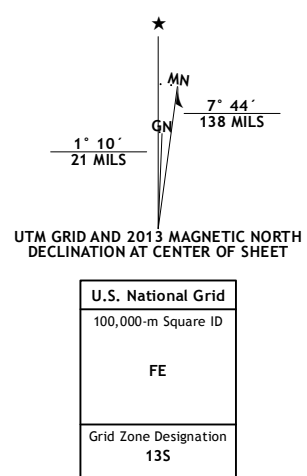 ★
MN
7° 44´
138 MILS
GN
1° 10´
21 MILS
UTM GRID AND 2013 MAGNETIC NORTH
DECLINATION AT CENTER OF SHEET
U.S. National Grid
100,000-m Square ID
FE
Grid Zone Designation
13S